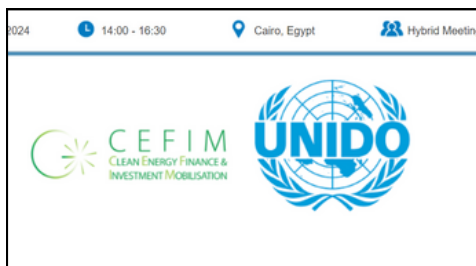 2024
14:00 - 16:30
Cairo, Egypt
Hybrid Meeting
CEFIM
CLEAN ENERGY FINANCE &
INVESTMENT MOBILISATION
UNIDO